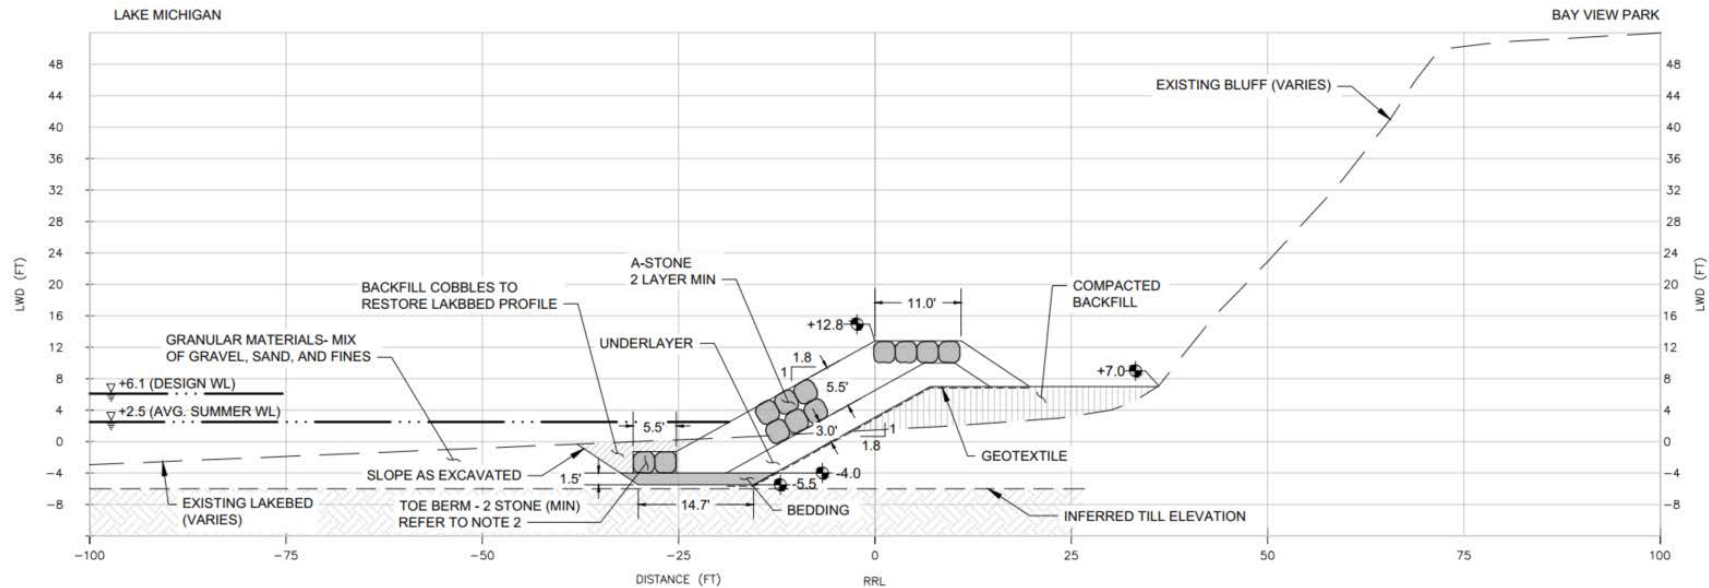 LAKE MICHIGAN
BAY VIEW PARK
48
44
40
36
32
28
24
20
16
12
8
4
0
-4
-8
LWD (FT)
EXISTING BLUFF (VARIES)
A-STONE
2 LAYER MIN
BACKFILL COBBLES TO
RESTORE LAKBBED PROFILE
COMPACTED
BACKFILL
11.0'
+12.8
GRANULAR MATERIALS- MIX
OF GRAVEL, SAND, AND FINES
UNDERLAYER
1.8
1
5.5'
+7.0
+6.1 (DESIGN WL)
+2.5 (AVG. SUMMER WL)
5.5'
3.0'
1
1.8
GEOTEXTILE
SLOPE AS EXCAVATED
-4.0
1.5'
-5.5
EXISTING LAKEBED
(VARIES)
TOE BERM - 2 STONE (MIN)
REFER TO NOTE 2
14.7'
BEDDING
INFERRED TILL ELEVATION
48
44
40
36
32
28
24
20
16
12
8
4
0
-4
-8
LWD (FT)
-100
-75
-50
-25
0
25
50
75
100
DISTANCE (FT)
RRL